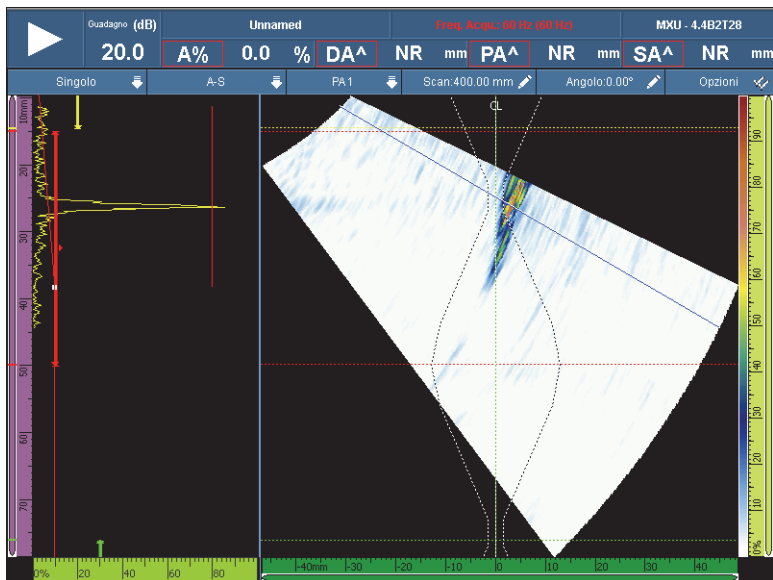 Guadagno (dB) Unnamed Freq. Acqu.: 60 Hz (60 Hz) MXU - 4.4B2T28
20.0 A% 0.0 % DA^ NR mm PA^ NR mm SA^ NR mm
Singolo A-S PA1 Scan:400.00 mm Angolo:0.00° Opzioni
CL
10mm
20
30
40
50
60
70
0% 20 40 60 80
-40mm -30 -20 -10 0 10 20 30 40
90
80
70
60
50
40
30
20
10
0%